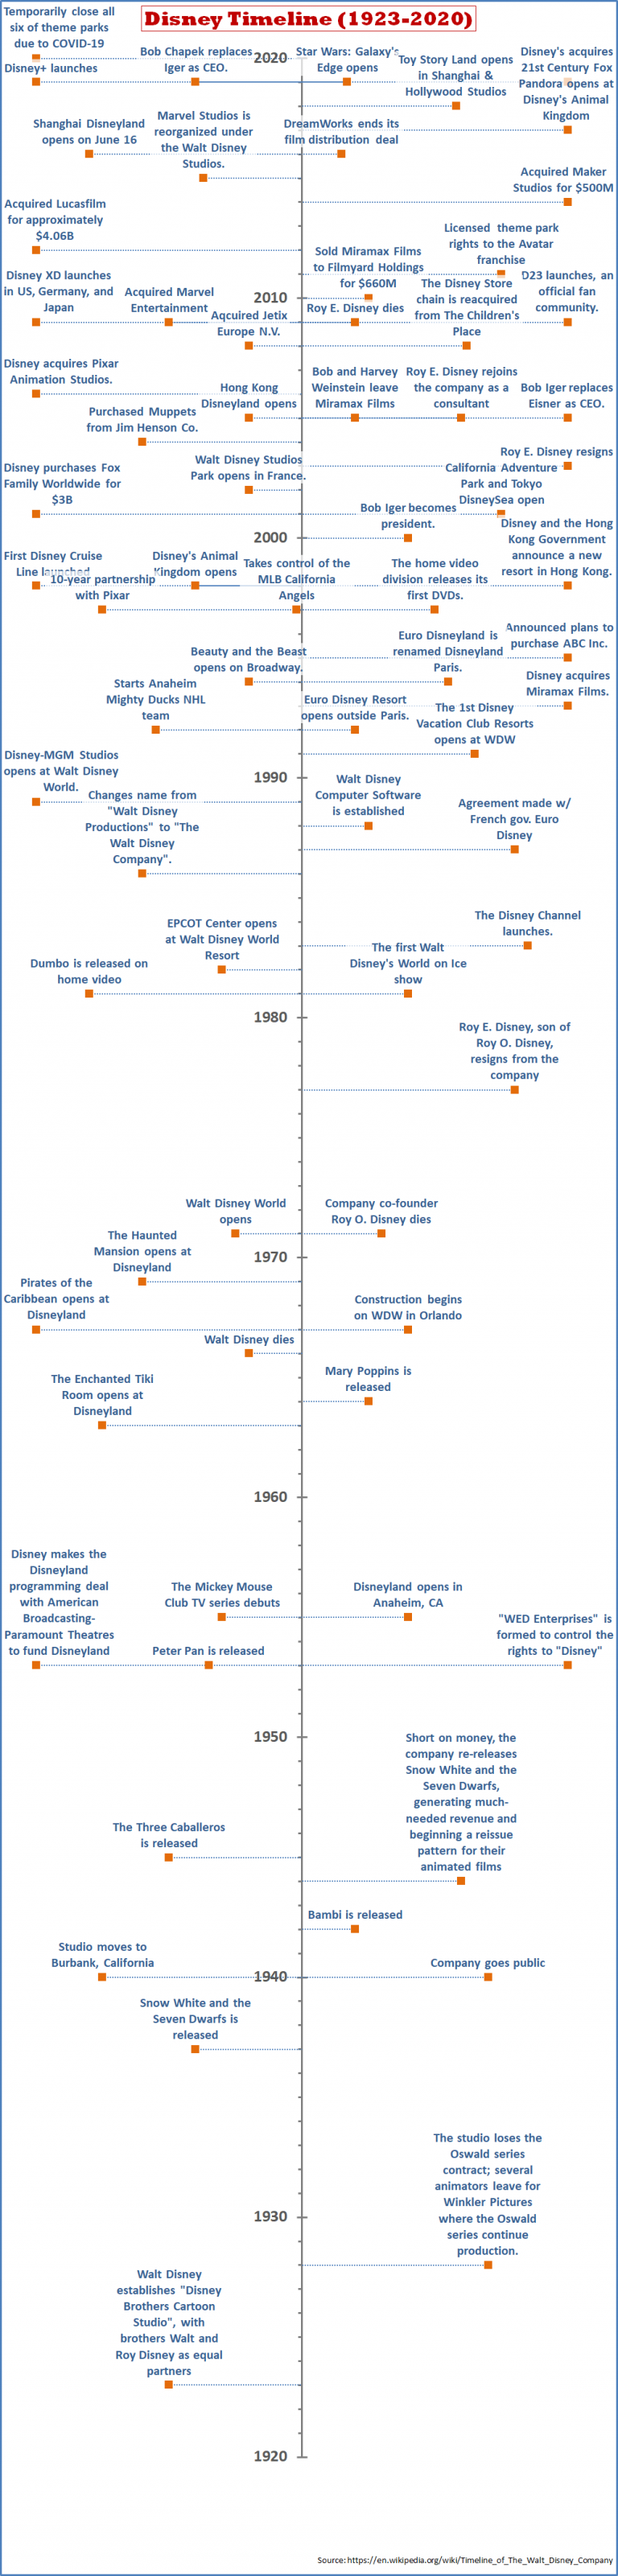 Disney Timeline (1923-2020)
Temporarily close all
six of theme parks
due to COVID-19
Disney+ launches
Bob Chapek replaces
Iger as CEO.
2020
Star Wars: Galaxy's
Edge opens
Toy Story Land opens
in Shanghai &
Hollywood Studios
Disney's acquires
21st Century Fox
Pandora opens at
Disney's Animal
Kingdom
Shanghai Disneyland
opens on June 16
Marvel Studios is
reorganized under
the Walt Disney
Studios.
DreamWorks ends its
film distribution deal
Acquired Maker
Studios for $500M
Acquired Lucasfilm
for approximately
$4.06B
Licensed theme park
rights to the Avatar
franchise
Sold Miramax Films
to Filmyard Holdings
for $660M
Disney XD launches
in US, Germany, and
Japan
Acquired Marvel
Entertainment
2010
Roy E. Disney dies
The Disney Store
chain is reacquired
from The Children's
Place
D23 launches, an
official fan
community.
Aqcuired Jetix
Europe N.V.
Disney acquires Pixar
Animation Studios.
Hong Kong
Disneyland opens
Bob and Harvey
Weinstein leave
Miramax Films
Roy E. Disney rejoins
the company as a
consultant
Bob Iger replaces
Eisner as CEO.
Purchased Muppets
from Jim Henson Co.
Roy E. Disney resigns
Walt Disney Studios
Park opens in France.
Disney purchases Fox
Family Worldwide for
$3B
California Adventure
Park and Tokyo
DisneySea open
Bob Iger becomes
president.
2000
Disney and the Hong
Kong Government
announce a new
resort in Hong Kong.
First Disney Cruise
Line launched
Disney's Animal
Kingdom opens
10-year partnership
with Pixar
Takes control of the
MLB California
Angels
The home video
division releases its
first DVDs.
Announced plans to
purchase ABC Inc.
Beauty and the Beast
opens on Broadway.
Euro Disneyland is
renamed Disneyland
Paris.
Disney acquires
Miramax Films.
Starts Anaheim
Mighty Ducks NHL
team
Euro Disney Resort
opens outside Paris.
The 1st Disney
Vacation Club Resorts
opens at WDW
Disney-MGM Studios
opens at Walt Disney
World.
1990
Walt Disney
Computer Software
is established
Agreement made w/
French gov. Euro
Disney
Changes name from
"Walt Disney
Productions" to "The
Walt Disney
Company".
The Disney Channel
launches.
EPCOT Center opens
at Walt Disney World
Resort
Dumbo is released on
home video
The first Walt
Disney's World on Ice
show
1980
Roy E. Disney, son of
Roy O. Disney,
resigns from the
company
Walt Disney World
opens
Company co-founder
Roy O. Disney dies
1970
The Haunted
Mansion opens at
Disneyland
Pirates of the
Caribbean opens at
Disneyland
Construction begins
on WDW in Orlando
Walt Disney dies
Mary Poppins is
released
The Enchanted Tiki
Room opens at
Disneyland
1960
Disney makes the
Disneyland
programming deal
with American
Broadcasting-
Paramount Theatres
to fund Disneyland
The Mickey Mouse
Club TV series debuts
Disneyland opens in
Anaheim, CA
Peter Pan is released
"WED Enterprises" is
formed to control the
rights to "Disney"
1950
Short on money, the
company re-releases
Snow White and the
Seven Dwarfs,
generating much-
needed revenue and
beginning a reissue
pattern for their
animated films
The Three Caballeros
is released
Bambi is released
Studio moves to
Burbank, California
1940
Company goes public
Snow White and the
Seven Dwarfs is
released
The studio loses the
Oswald series
contract; several
animators leave for
Winkler Pictures
where the Oswald
series continue
production.
1930
Walt Disney
establishes "Disney
Brothers Cartoon
Studio", with
brothers Walt and
Roy Disney as equal
partners
1920
Source: https://en.wikipedia.org/wiki/Timeline_of_The_Walt_Disney_Company